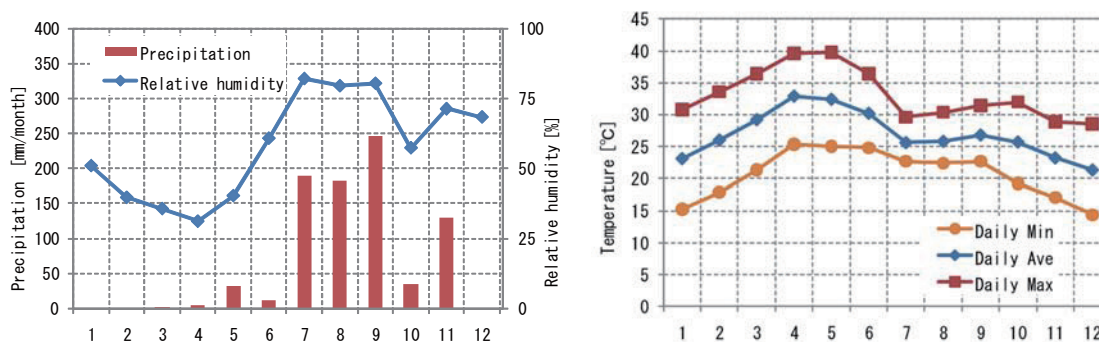 Precipitation [mm/month]
400
350
300
250
200
150
100
50
0
Precipitation
Relative humidity
100
75
50
25
0
Relative humidity [%]
1 2 3 4 5 6 7 8 9 10 11 12
Temperature [℃]
45
40
35
30
25
20
15
10
5
0
Daily Min
Daily Ave
Daily Max
1 2 3 4 5 6 7 8 9 10 11 12